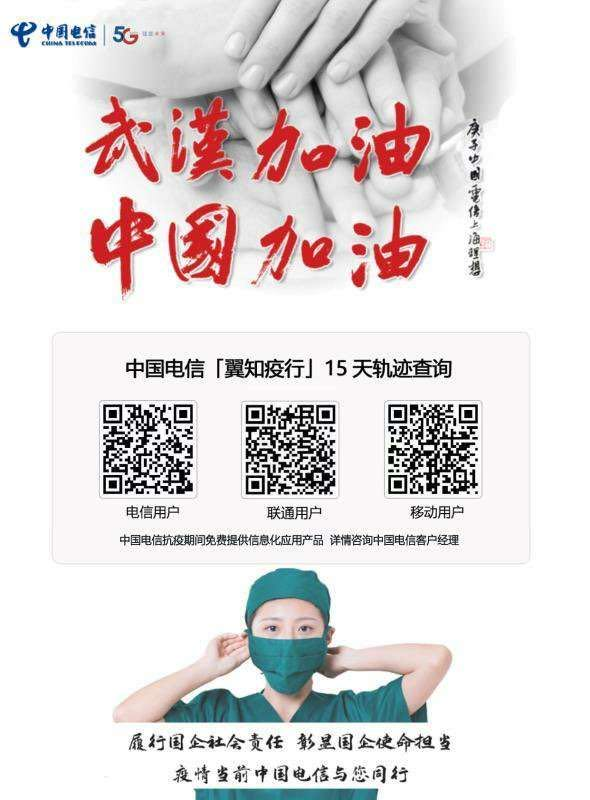 中国电信
CHINA TELECOM
5G
武漢加油
中國加油
庚子中國電信上海理想
中国电信「翼知疫行」15 天轨迹查询
电信用户
联通用户
移动用户
中国电信抗疫期间免费提供信息化应用产品 详情咨询中国电信客户经理
履行国企社会责任 彰显国企使命担当
疫情当前中国电信与您同行